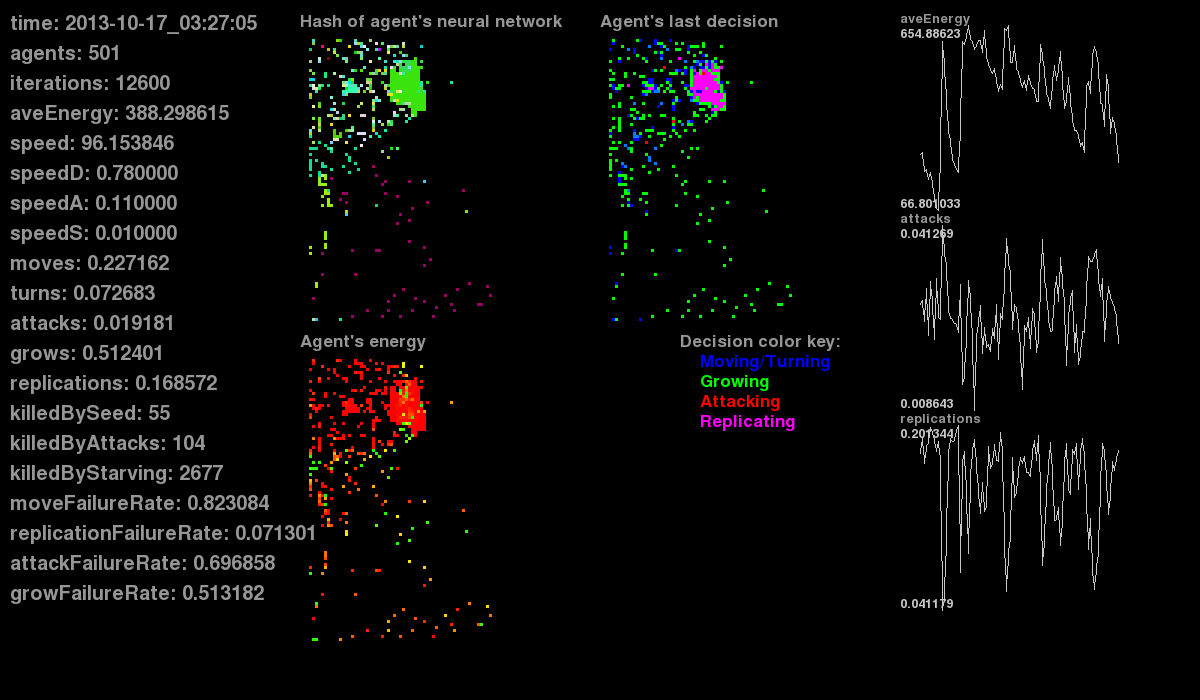 time: 2013-10-17_03:27:05
agents: 501
iterations: 12600
aveEnergy: 388.298615
speed: 96.153846
speedD: 0.780000
speedA: 0.110000
speedS: 0.010000
moves: 0.227162
turns: 0.072683
attacks: 0.019181
grows: 0.512401
replications: 0.168572
killedBySeed: 55
killedByAttacks: 104
killedByStarving: 2677
moveFailureRate: 0.823084
replicationFailureRate: 0.071301
attackFailureRate: 0.696858
growFailureRate: 0.513182
Hash of agent's neural network
Agent's energy
Agent's last decision
Decision color key:
Moving/Turning
Growing
Attacking
Replicating
aveEnergy
654.88623
66.801033
attacks
0.041269
0.008643
replications
0.201344
0.041179